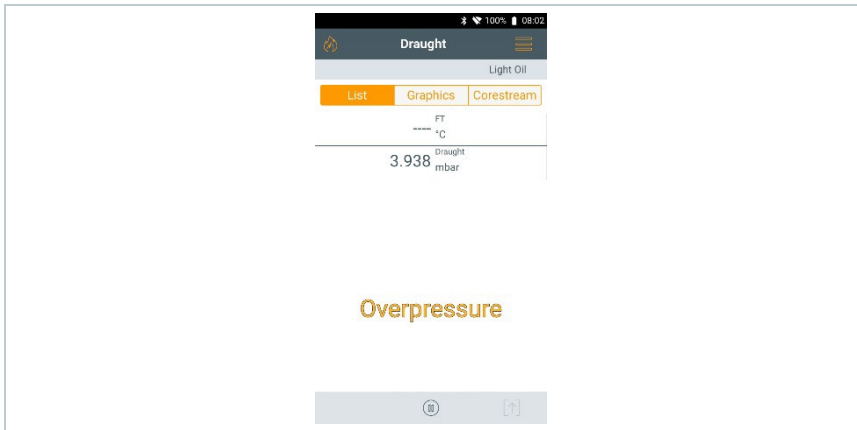 100% 08:02
Draught
Light Oil
List Graphics Corestream
---- FT °C
3.938 Draught mbar
Overpressure